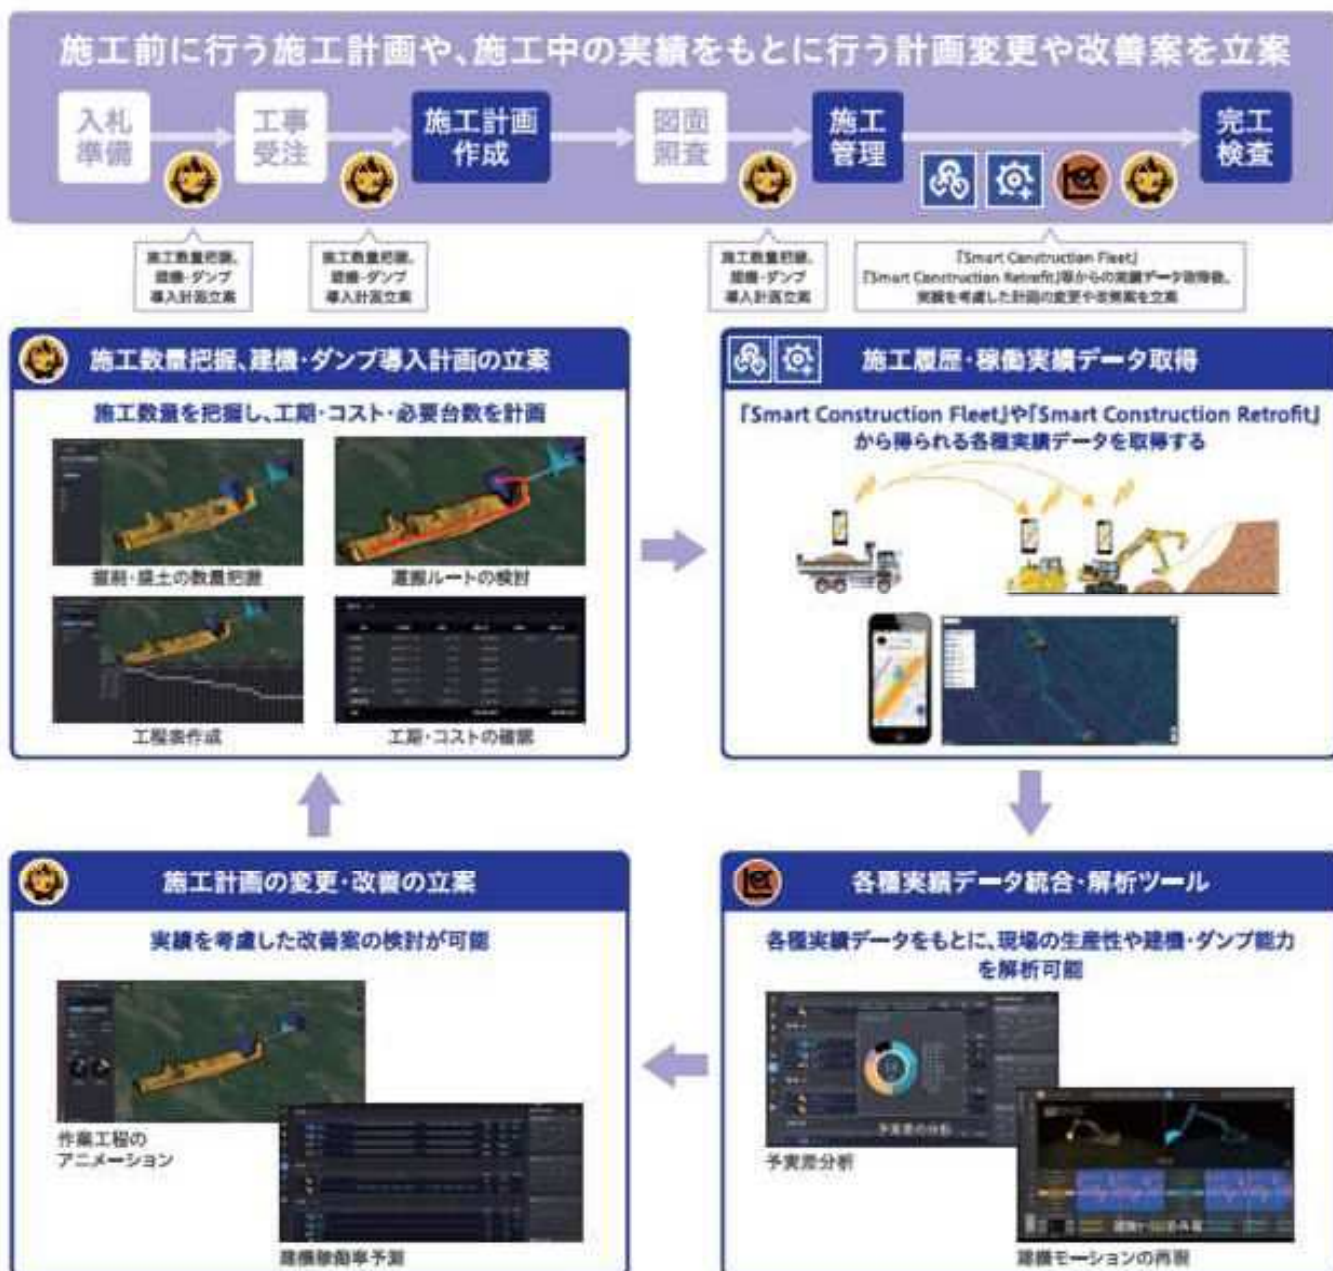 施工前に行う施工計画や、施工中の実績をもとに行う計画変更や改善案を立案
入札
準備
工事
受注
施工計画
作成
図面
照査
施工
管理
完工
検査
施工数量把握、
建機・ダンプ
導入計画立案
施工数量把握、
建機・ダンプ
導入計画立案
施工数量把握、
建機・ダンプ
導入計画立案
『Smart Construction Fleet』
『Smart Construction Retrofit』等からの実績データ取得後、
実績を考慮した計画の変更や改善案を立案
施工数量把握、建機・ダンプ導入計画の立案
施工数量を把握し、工期・コスト・必要台数を計画
掘削・盛土の数量把握
運搬ルートの検討
工程表作成
工期・コストの確認
施工履歴・稼働実績データ取得
『Smart Construction Fleet』や『Smart Construction Retrofit』
から得られる各種実績データを取得する
施工計画の変更・改善の立案
実績を考慮した改善案の検討が可能
作業工程の
アニメーション
建機稼働率予測
各種実績データ統合・解析ツール
各種実績データをもとに、現場の生産性や建機・ダンプ能力
を解析可能
予実差の分析
予実差分析
建機モーションの再現